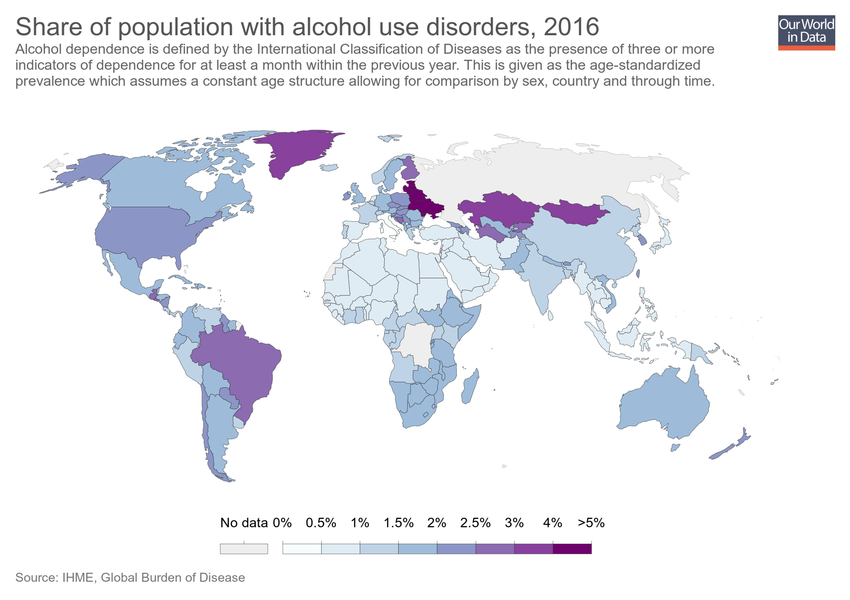 Share of population with alcohol use disorders, 2016
Our World
in Data
Alcohol dependence is defined by the International Classification of Diseases as the presence of three or more
indicators of dependence for at least a month within the previous year. This is given as the age-standardized
prevalence which assumes a constant age structure allowing for comparison by sex, country and through time.
No data 0% 0.5% 1% 1.5% 2% 2.5% 3% 4% >5%
Source: IHME, Global Burden of Disease